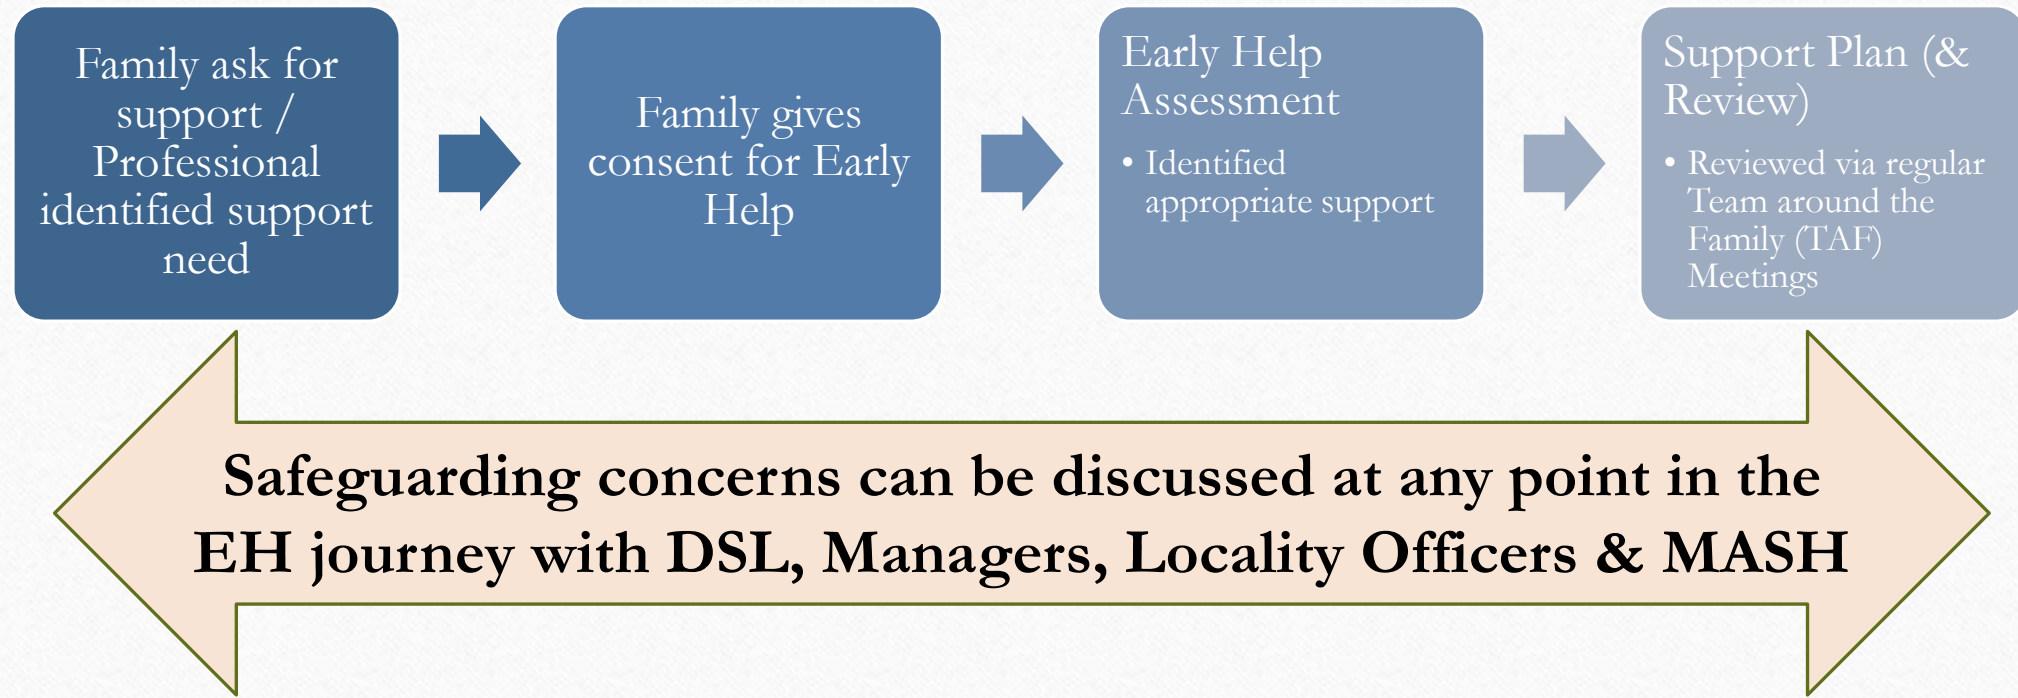 Family ask for
support /
Professional
identified support
need
Family gives
consent for Early
Help
Early Help
Assessment
• Identified
appropriate support
Support Plan (&
Review)
• Reviewed via regular
Team around the
Family (TAF)
Meetings
Safeguarding concerns can be discussed at any point in the
EH journey with DSL, Managers, Locality Officers & MASH